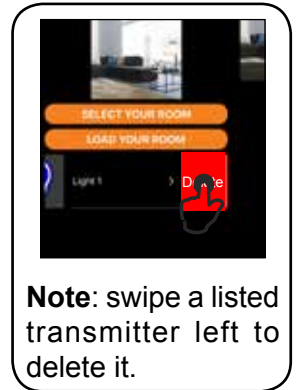 SELECT YOUR ROOM
LOAD YOUR ROOM
Light 1 > Delete
Note: swipe a listed
transmitter left to
delete it.